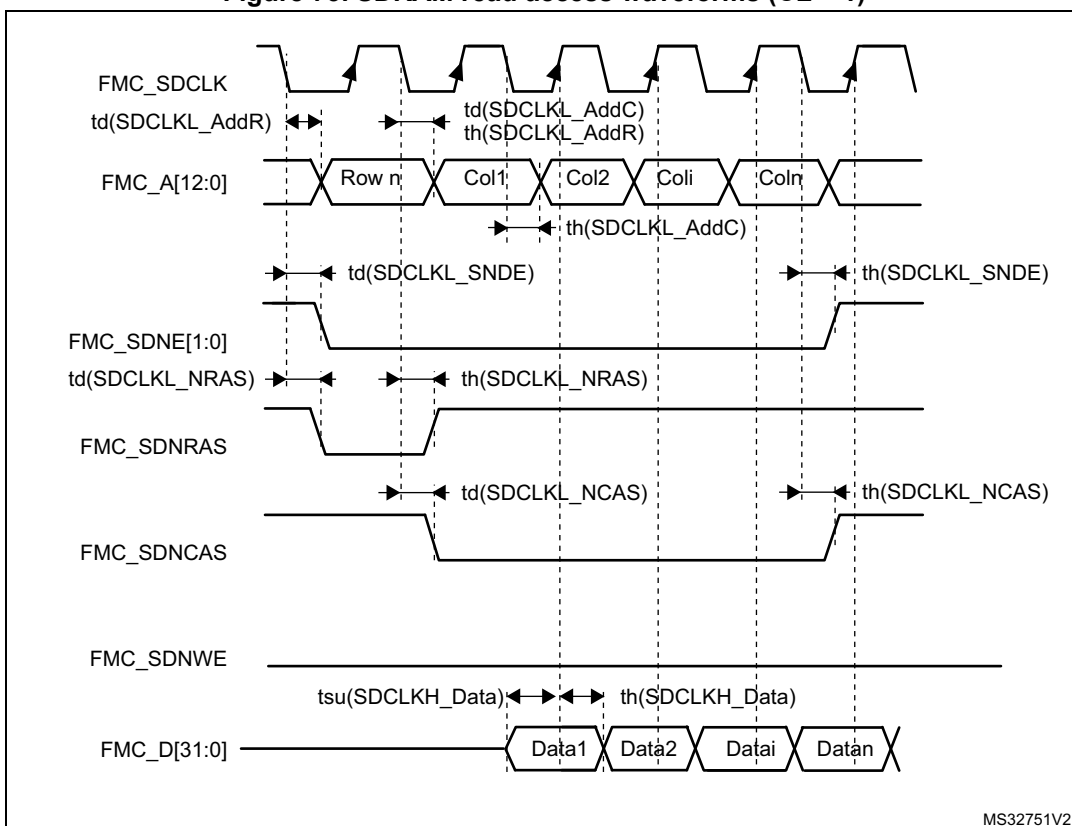 FMC_SDCLK
td(SDCLKL_AddR)
td(SDCLKL_AddC)
th(SDCLKL_AddR)
FMC_A[12:0]
Row n
Col1
Col2
Coli
Coln
th(SDCLKL_AddC)
td(SDCLKL_SNDE)
th(SDCLKL_SNDE)
FMC_SDNE[1:0]
td(SDCLKL_NRAS)
th(SDCLKL_NRAS)
FMC_SDNRAS
td(SDCLKL_NCAS)
th(SDCLKL_NCAS)
FMC_SDNCAS
FMC_SDNWE
tsu(SDCLKH_Data)
th(SDCLKH_Data)
FMC_D[31:0]
Data1
Data2
Datai
Datan
MS32751V2